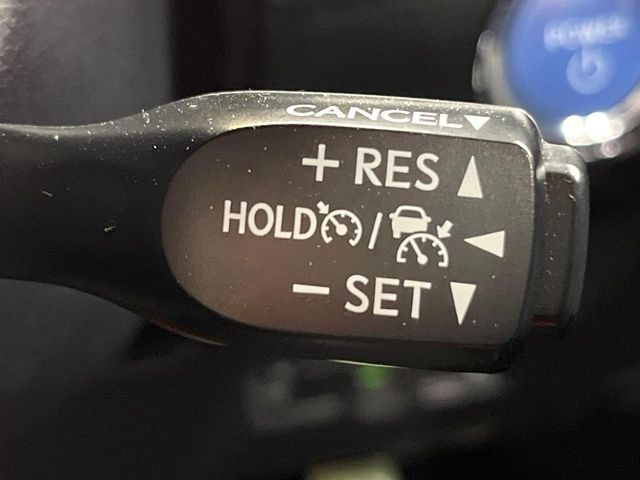 POWER
CANCEL▼
+ RES ▲
HOLD / ◀
− SET ▼